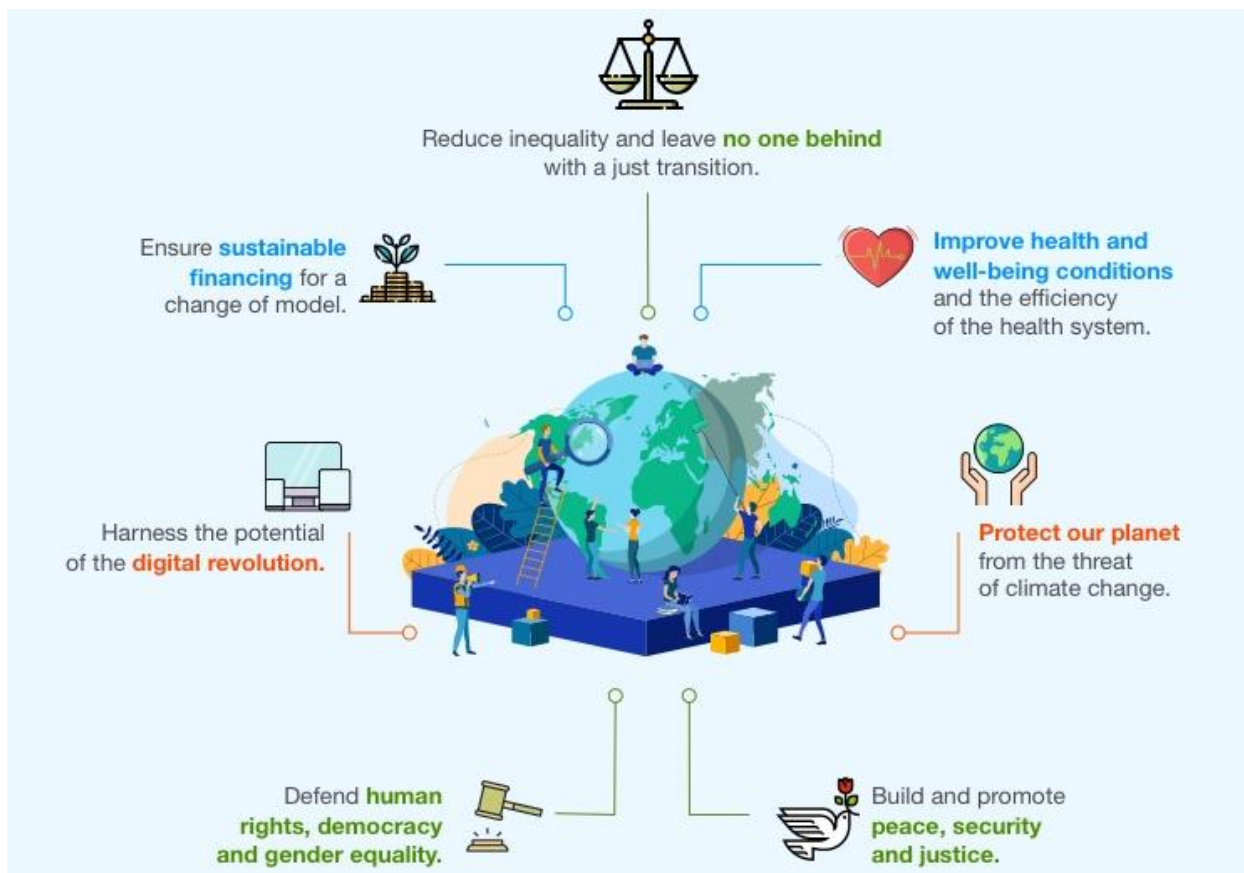 Reduce inequality and leave no one behind
with a just transition.
Ensure sustainable
financing for a
change of model.
Improve health and
well-being conditions
and the efficiency
of the health system.
Harness the potential
of the digital revolution.
Protect our planet
from the threat
of climate change.
Defend human
rights, democracy
and gender equality.
Build and promote
peace, security
and justice.